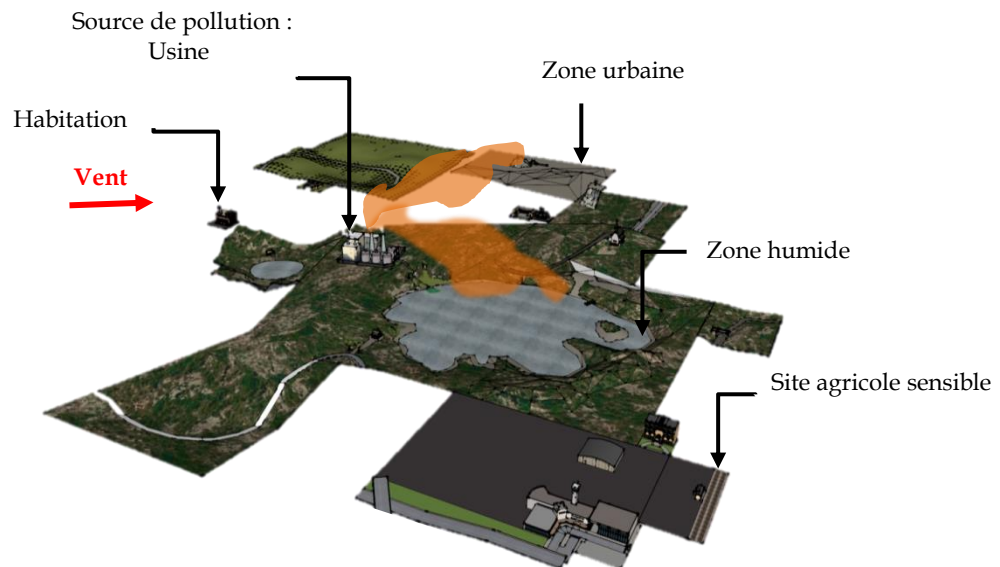 Source de pollution :
Usine
Zone urbaine
Habitation
Vent
Zone humide
Site agricole sensible